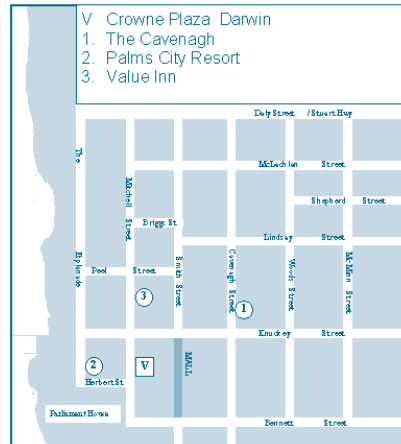 V Crowne Plaza Darwin
1. The Cavenagh
2. Palms City Resort
3. Value Inn
Daly Street / Stuart Hwy
The
McLachlan Street
Mitchell Street
Shepherd Street
Briggs St.
Lindsay Street
Esplanade
Peel Street
Smith Street
Cavenagh Street
Woods Street
McMinn Street
3
1
Knuckey Street
2
V
MALL
Herbert St.
Parliament House
Bennett Street